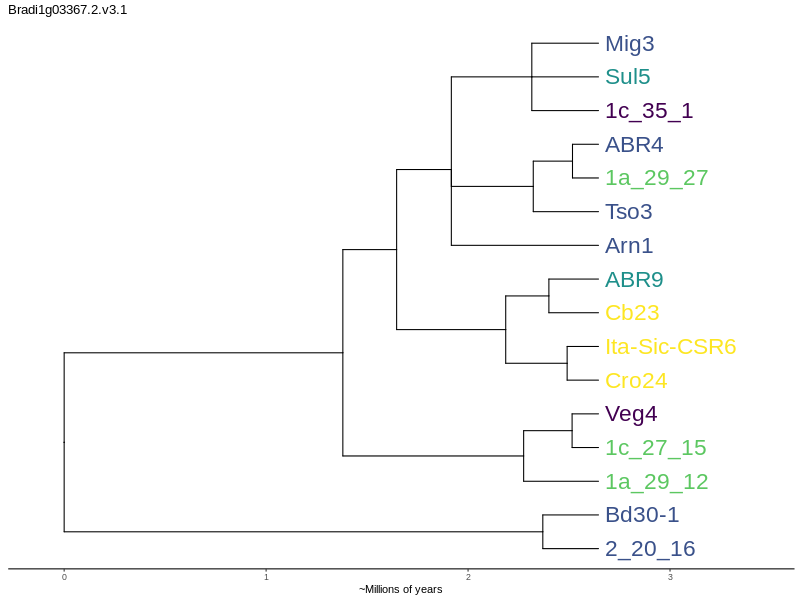 Bradi1g03367.2.v3.1
Mig3
Sul5
1c_35_1
ABR4
1a_29_27
Tso3
Arn1
ABR9
Cb23
Ita-Sic-CSR6
Cro24
Veg4
1c_27_15
1a_29_12
Bd30-1
2_20_16
0 1 2 3
~Millions of years